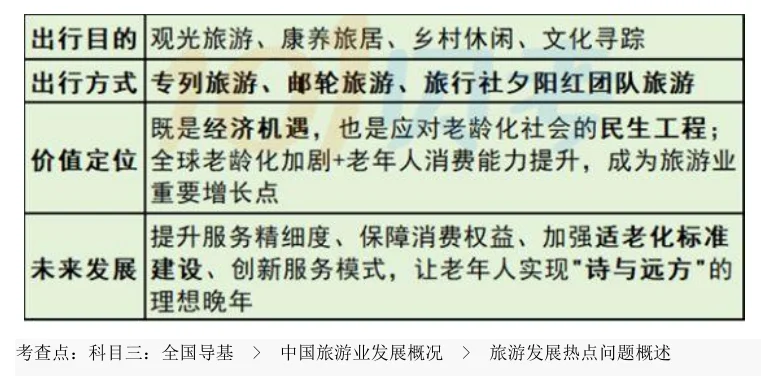 出行目的 观光旅游、康养旅居、乡村休闲、文化寻踪
出行方式 专列旅游、邮轮旅游、旅行社夕阳红团队旅游
既是经济机遇，也是应对老龄化社会的民生工程；
价值定位 全球老龄化加剧+老年人消费能力提升，成为旅游业
重要增长点
提升服务精细度、保障消费权益、加强适老化标准
未来发展 建设、创新服务模式，让老年人实现"诗与远方"的
理想晚年
考查点：科目三：全国导基 > 中国旅游业发展概况 > 旅游发展热点问题概述